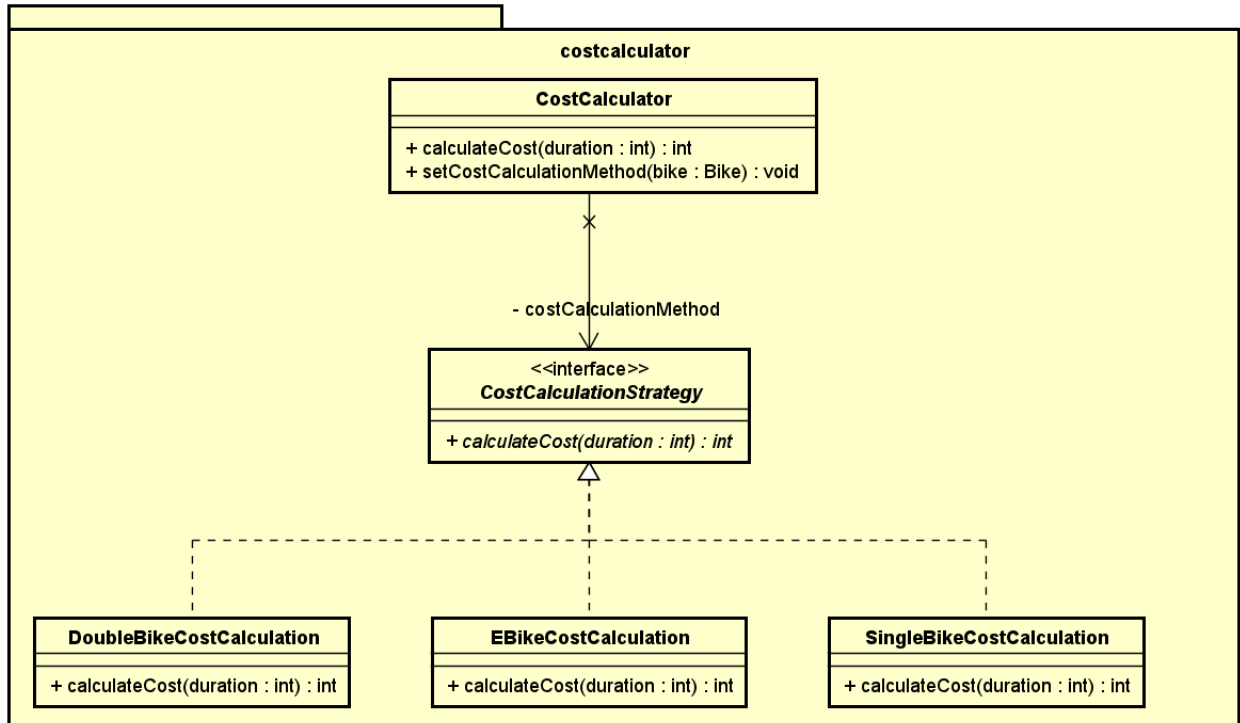 costcalculator
CostCalculator
+ calculateCost(duration : int) : int
+ setCostCalculationMethod(bike : Bike) : void
- costCalculationMethod
<<interface>>
CostCalculationStrategy
+ calculateCost(duration : int) : int
DoubleBikeCostCalculation
+ calculateCost(duration : int) : int
EBikeCostCalculation
+ calculateCost(duration : int) : int
SingleBikeCostCalculation
+ calculateCost(duration : int) : int